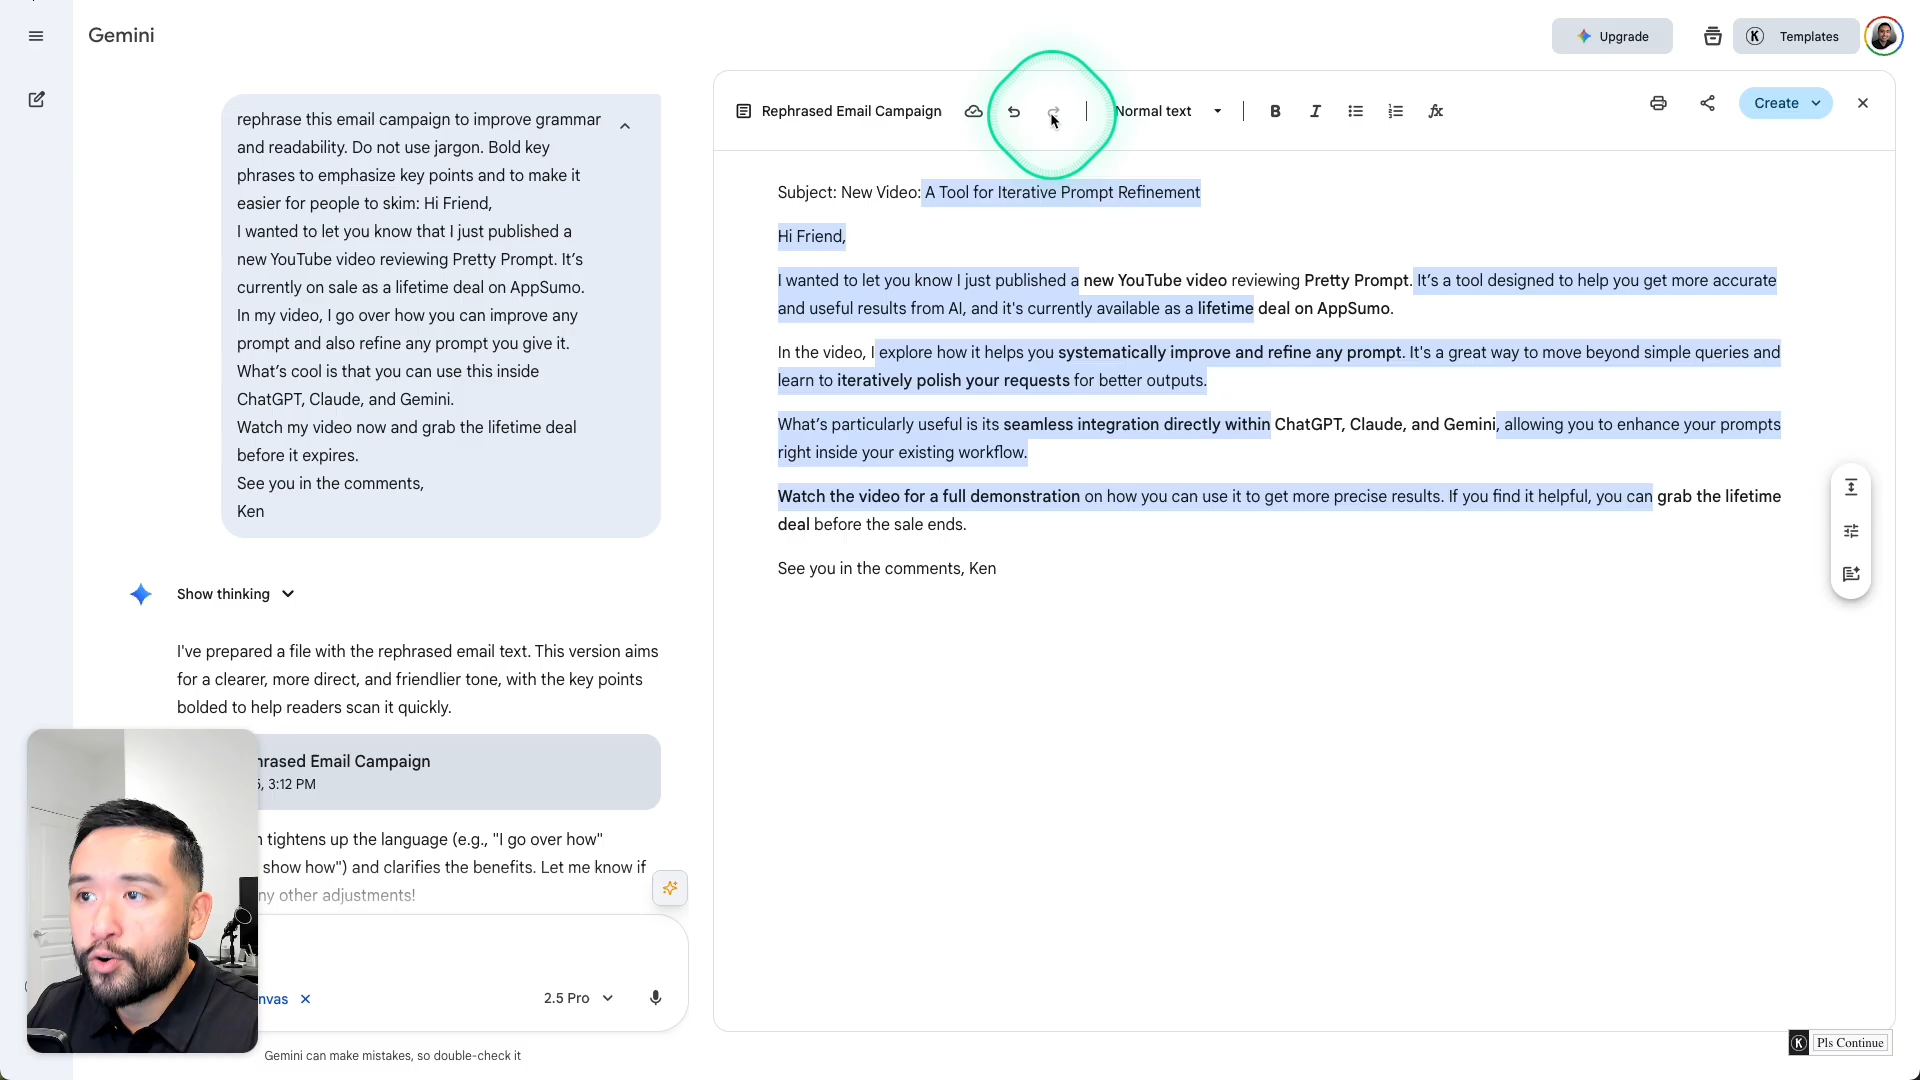 Gemini
Upgrade
Templates
rephrase this email campaign to improve grammar
and readability. Do not use jargon. Bold key
phrases to emphasize key points and to make it
easier for people to skim: Hi Friend,
I wanted to let you know that I just published a
new YouTube video reviewing Pretty Prompt. It’s
currently on sale as a lifetime deal on AppSumo.
In my video, I go over how you can improve any
prompt and also refine any prompt you give it.
What’s cool is that you can use this inside
ChatGPT, Claude, and Gemini.
Watch my video now and grab the lifetime deal
before it expires.
See you in the comments,
Ken
Show thinking
I've prepared a file with the rephrased email text. This version aims
for a clearer, more direct, and friendlier tone, with the key points
bolded to help readers scan it quickly.
hrased Email Campaign
, 3:12 PM
tightens up the language (e.g., "I go over how"
show how") and clarifies the benefits. Let me know if
ny other adjustments!
nvas
2.5 Pro
Gemini can make mistakes, so double-check it
Rephrased Email Campaign
Normal text
B I
Create
Subject: New Video: A Tool for Iterative Prompt Refinement
Hi Friend,
I wanted to let you know I just published a new YouTube video reviewing Pretty Prompt. It’s a tool designed to help you get more accurate
and useful results from AI, and it's currently available as a lifetime deal on AppSumo.
In the video, I explore how it helps you systematically improve and refine any prompt. It's a great way to move beyond simple queries and
learn to iteratively polish your requests for better outputs.
What’s particularly useful is its seamless integration directly within ChatGPT, Claude, and Gemini, allowing you to enhance your prompts
right inside your existing workflow.
Watch the video for a full demonstration on how you can use it to get more precise results. If you find it helpful, you can grab the lifetime
deal before the sale ends.
See you in the comments, Ken
K Pls Continue